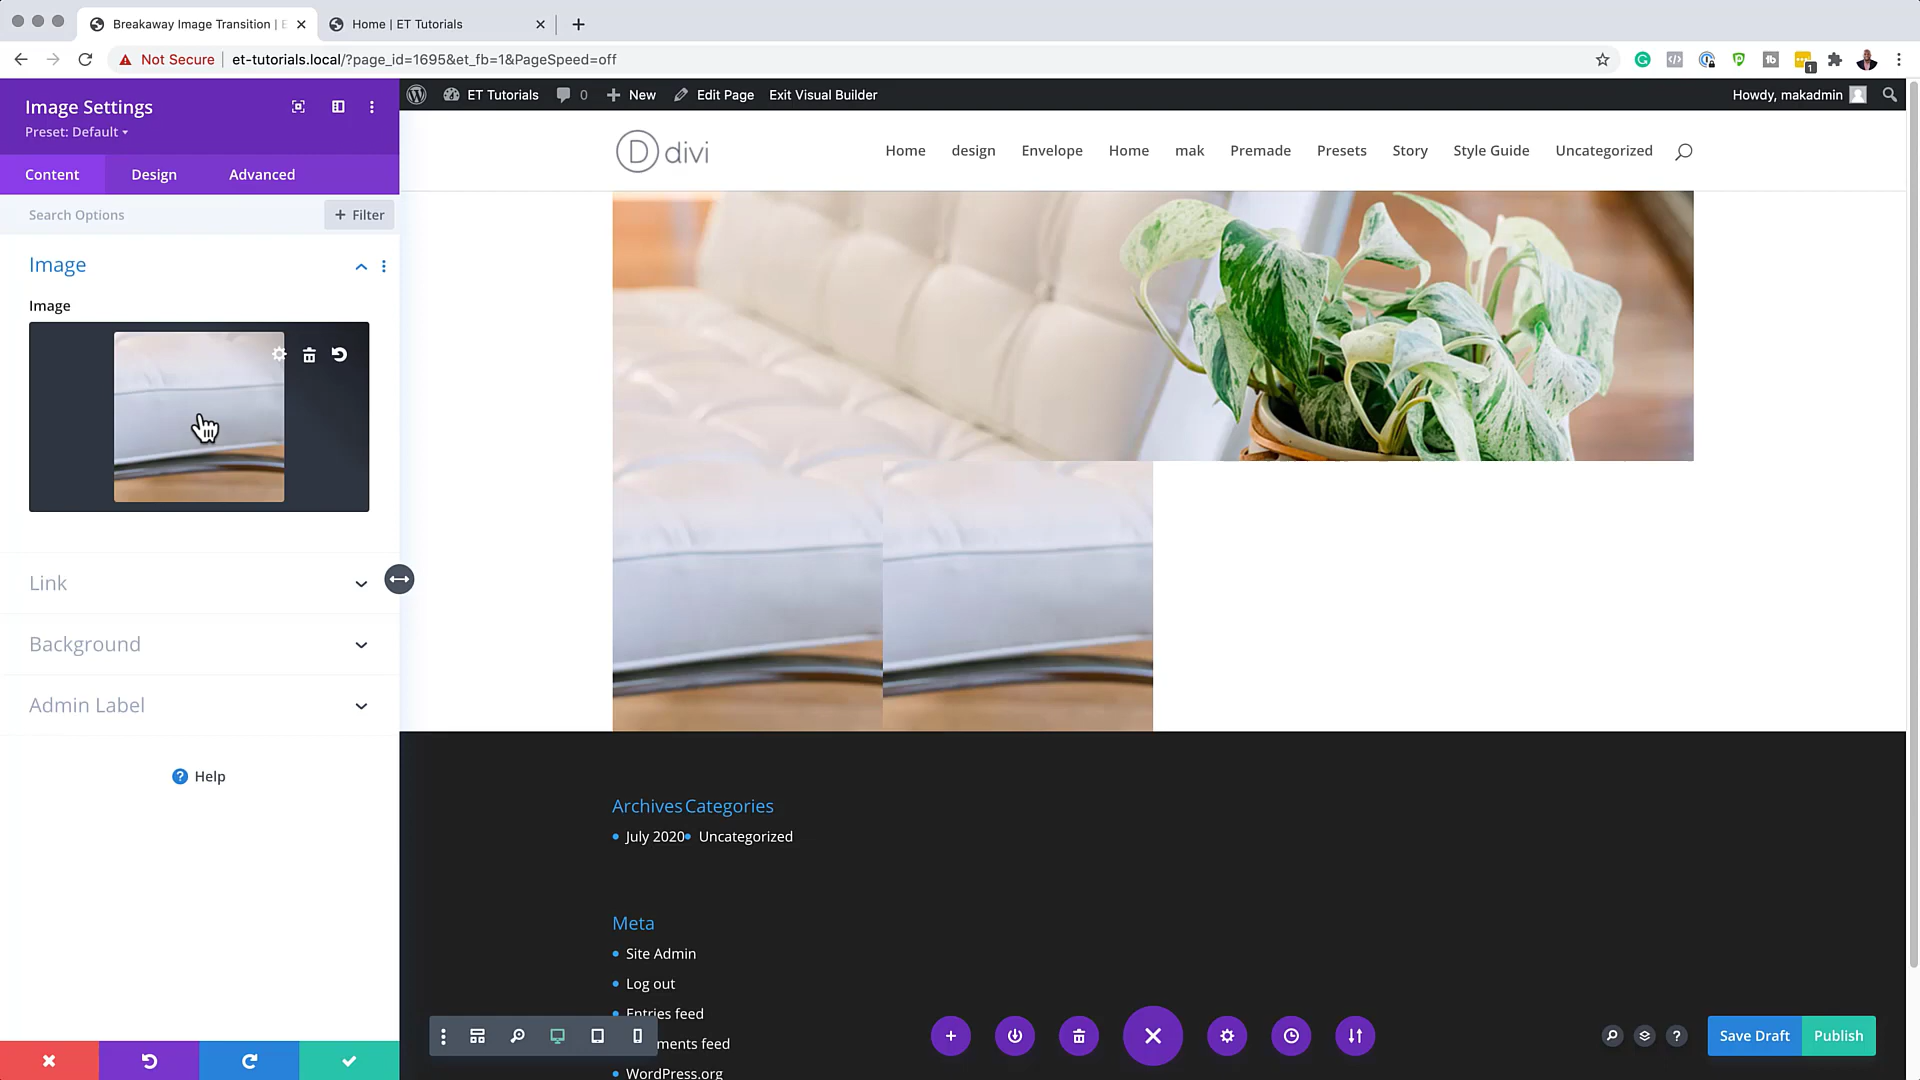 Breakaway Image Transition | E
Home | ET Tutorials
Not Secure
et-tutorials.local/?page_id=1695&et_fb=1&PageSpeed=off
1
Image Settings
Preset: Default
Content
Design
Advanced
Search Options
+ Filter
Image
Image
Link
Background
Admin Label
? Help
ET Tutorials
0
New
Edit Page
Exit Visual Builder
Howdy, makadmin
D divi
Home
design
Envelope
Home
mak
Premade
Presets
Story
Style Guide
Uncategorized
Archives
Categories
July 2020
Uncategorized
Meta
Site Admin
Log out
Entries feed
ments feed
WordPress.org
?
Save Draft
Publish